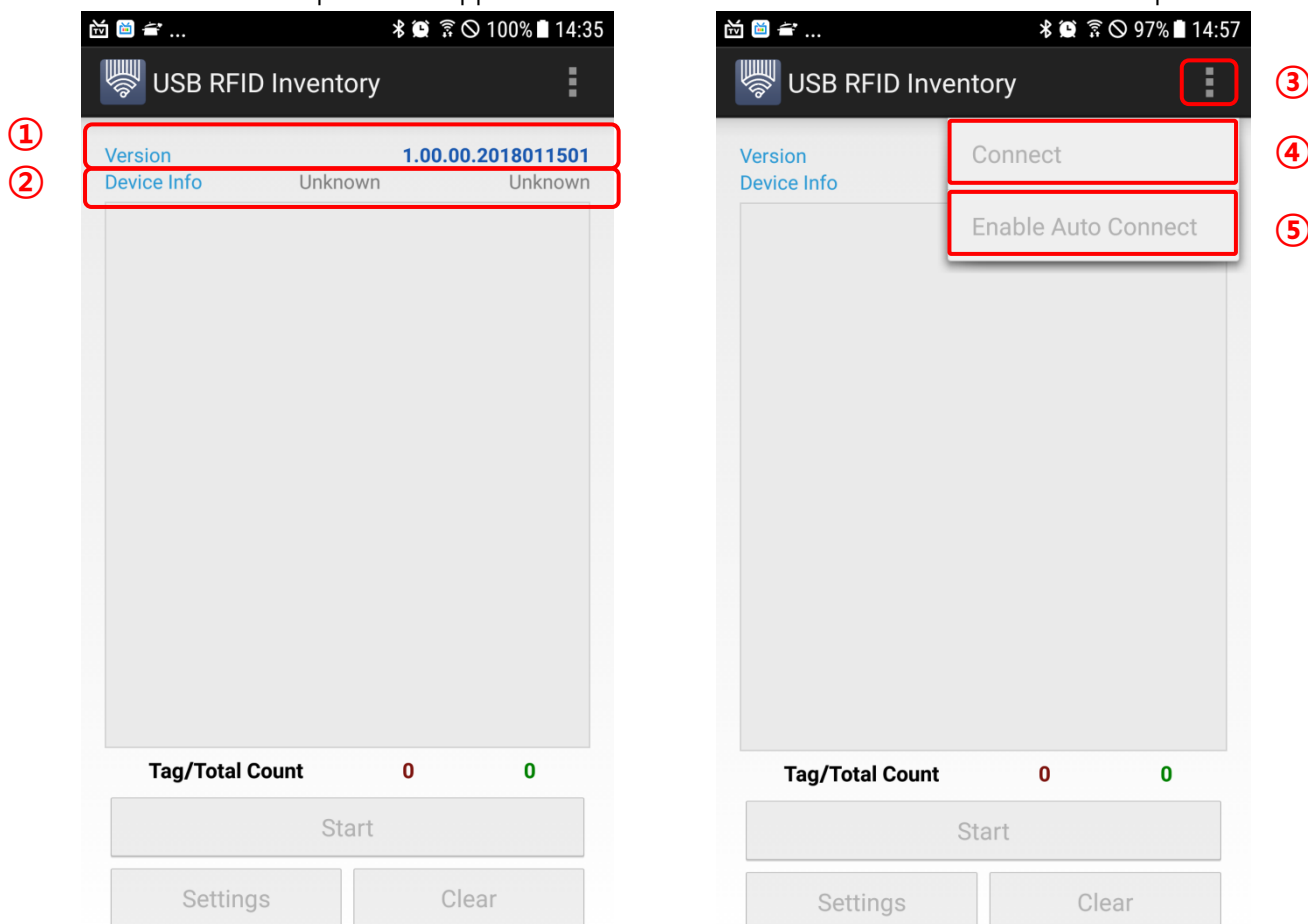 ... 100% 14:35
USB RFID Inventory
①
Version 1.00.00.2018011501
②
Device Info Unknown Unknown
Tag/Total Count 0 0
Start
Settings Clear
... 97% 14:57
USB RFID Inventory
③
Version
Connect
④
Device Info
Enable Auto Connect
⑤
Tag/Total Count 0 0
Start
Settings Clear